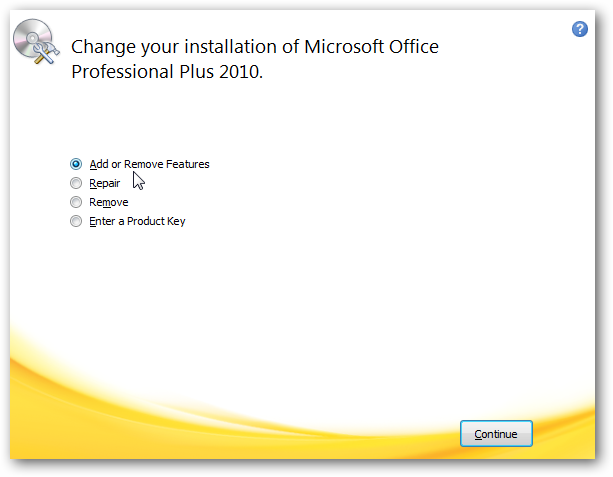 Change your installation of Microsoft Office
Professional Plus 2010.
Add or Remove Features
Repair
Remove
Enter a Product Key
Continue